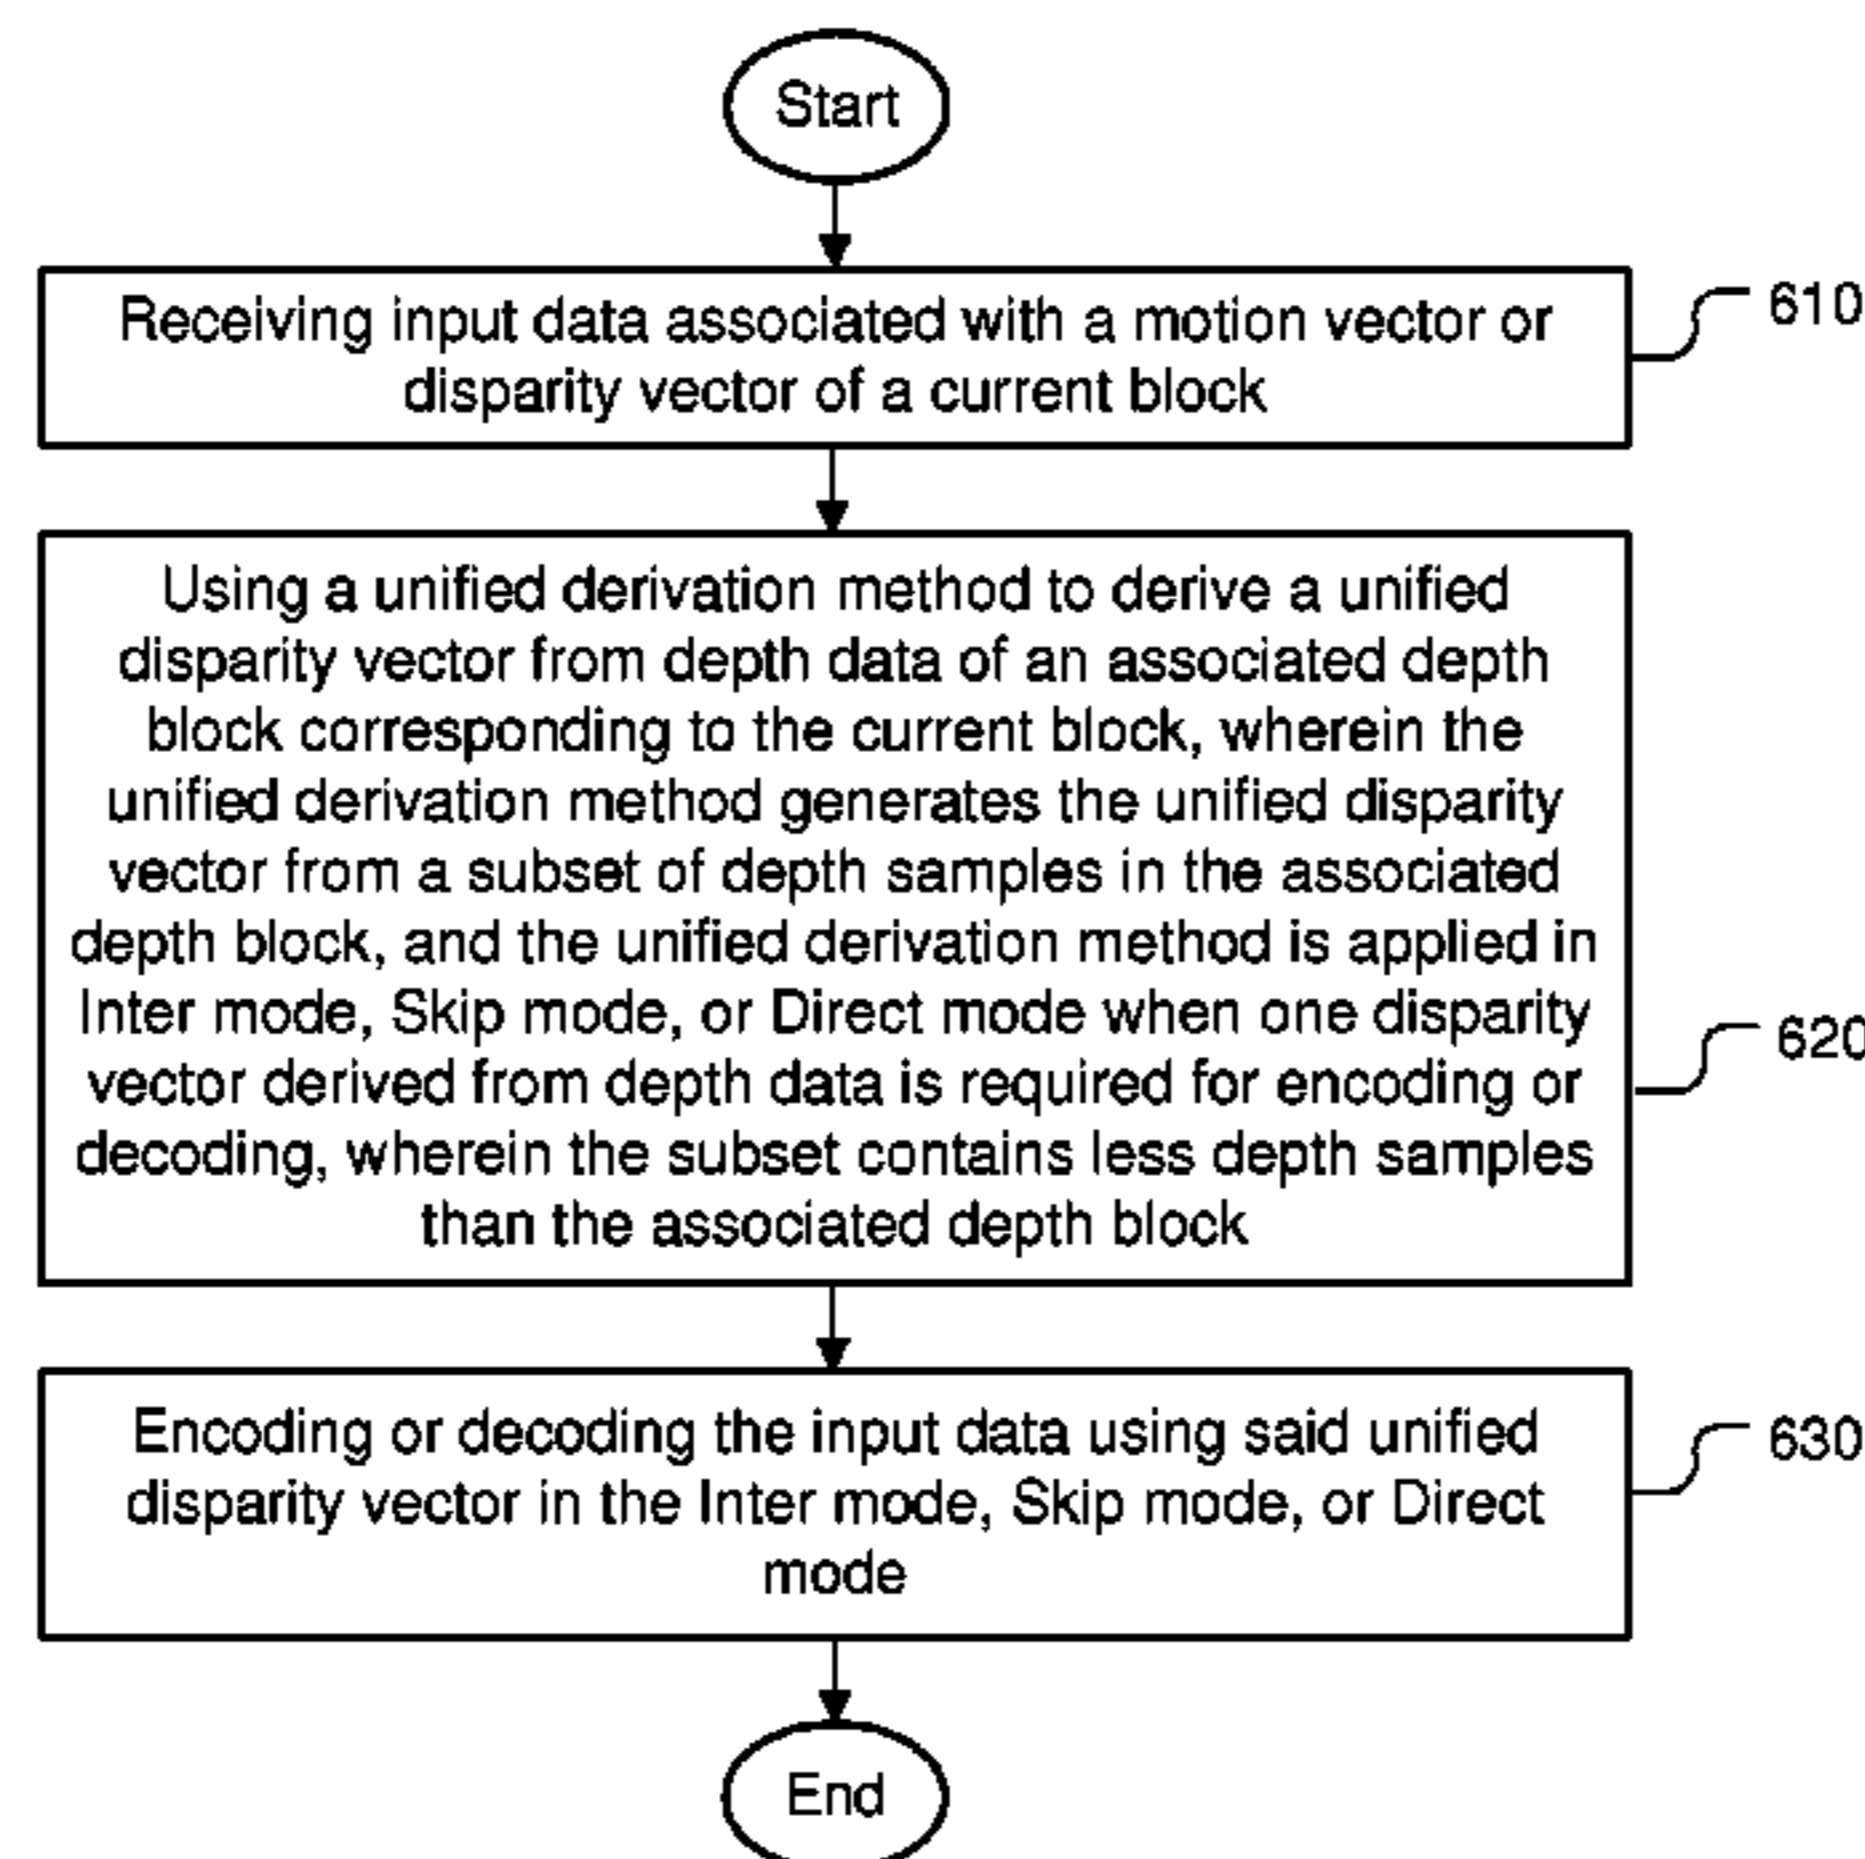 Start
Receiving input data associated with a motion vector or
disparity vector of a current block
610
Using a unified derivation method to derive a unified
disparity vector from depth data of an associated depth
block corresponding to the current block, wherein the
unified derivation method generates the unified disparity
vector from a subset of depth samples in the associated
depth block, and the unified derivation method is applied in
Inter mode, Skip mode, or Direct mode when one disparity
vector derived from depth data is required for encoding or
decoding, wherein the subset contains less depth samples
than the associated depth block
620
Encoding or decoding the input data using said unified
disparity vector in the Inter mode, Skip mode, or Direct
mode
630
End